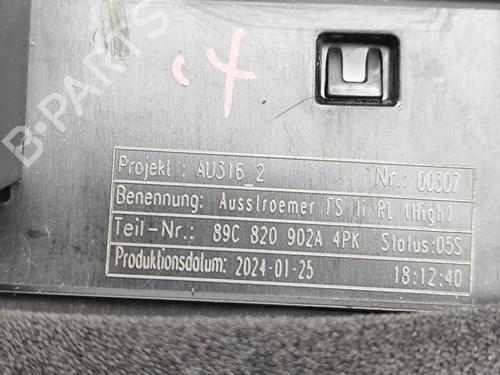 B-PARTS
Projekt : AU316_2 Nr.: 00307
Benennung: Ausstroemer FS li RL (High)
Teil-Nr.: 89C 820 902A 4PK Status:05S
Produktionsdatum: 2024-01-25 18:12:40